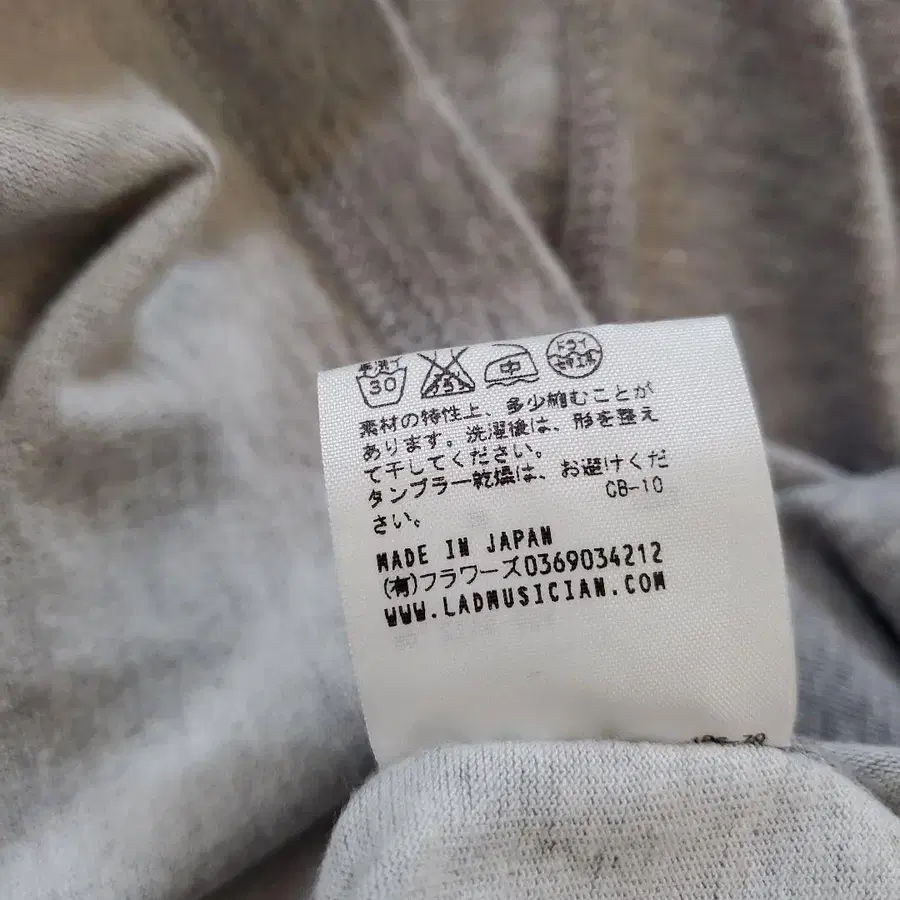 手洗イ 30 中 ドライ セキユ系
素材の特性上、多少縮むことが
あります。洗濯後は、形を整え
て干してください。
タンブラー乾燥は、お避けくだ
さい。 CB-10
MADE IN JAPAN
(有)フラワーズ0369034212
WWW.LADMUSICIAN.COM